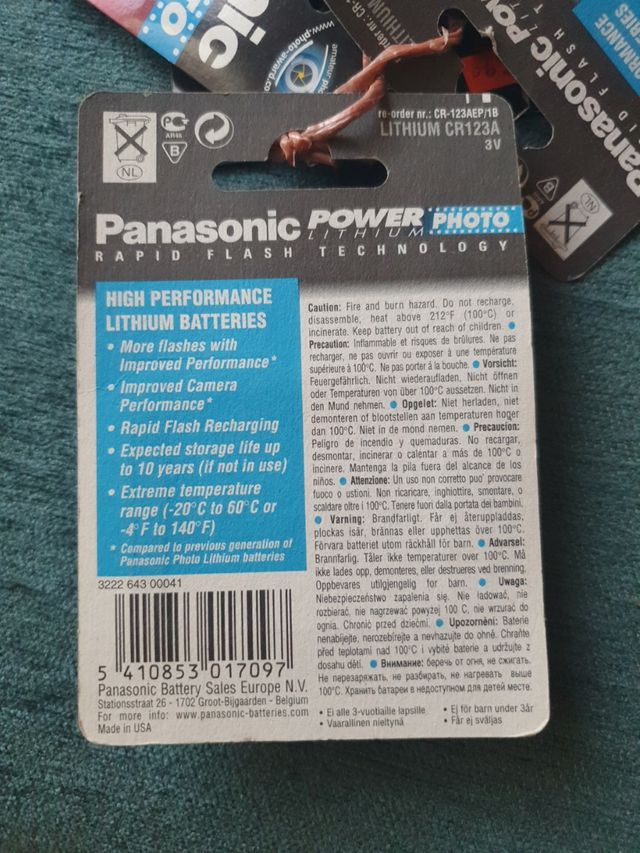 www.photo-award.com
amateur
Panasonic
re-order nr.: CR-123AEP/1B
LITHIUM CR123A
3V
AR46
B
NL
Panasonic POWER PHOTO
LITHIUM
RAPID FLASH TECHNOLOGY
HIGH PERFORMANCE
LITHIUM BATTERIES
• More flashes with
Improved Performance*
• Improved Camera
Performance*
• Rapid Flash Recharging
• Expected storage life up
to 10 years (if not in use)
• Extreme temperature
range (-20°C to 60°C or
-4°F to 140°F)
* Compared to previous generation of
Panasonic Photo Lithium batteries
Caution: Fire and burn hazard. Do not recharge,
disassemble, heat above 212°F (100°C) or
incinerate. Keep battery out of reach of children. ●
Precaution: Inflammable et risques de brûlures. Ne pas
recharger, ne pas ouvrir ou exposer à une température
supérieure à 100°C. Ne pas porter à la bouche. ● Vorsicht:
Feuergefährlich. Nicht wiederaufladen. Nicht öffnen
oder Temperaturen von über 100°C aussetzen. Nicht in
den Mund nehmen. ● Opgelet: Niet herladen, niet
demonteren of blootstellen aan temperaturen hoger
dan 100°C. Niet in de mond nemen. ● Precaucion:
Peligro de incendio y quemaduras. No recargar,
desmontar, incinerar o calentar a más de 100°C o
incinere. Mantenga la pila fuera del alcance de los
niños. ● Attenzione: Un uso non corretto puo' provocare
fuoco o ustioni. Non ricaricare, inghiottire, smontare, o
scaldare oltre i 100°C. Tenere fuori dalla portata dei bambini.
● Varning: Brandfarligt. Får ej återuppladdas,
plockas isär, brännas eller upphettas över 100°C.
Förvara batteriet utom räckhåll för barn. ● Advarsel:
Brannfarlig. Tåler ikke temperaturer over 100°C. Må
ikke lades opp, demonteres, eller destrueres ved brenning.
Oppbevares utilgjengelig for barn. ● Uwaga:
Niebezpieczeństwo zapalenia się. Nie ładować, nie
rozbierać, nie nagrzewać powyżej 100 C, nie wrzucać do
ognia. Chronić przed dziećmi. ● Upozornění: Baterie
nenabíjejte, nerozebírejte a nevhazujte do ohně. Chraňte
před teplotami nad 100°C i vybité baterie a udržujte z
dosahu dětí. ● Внимание: беречь от огня, не сжигать.
Не перезаряжать, не разбирать, не нагревать выше
100°C. Хранить батареи в недоступном для детей месте.
• Ei alle 3-vuotiaille lapsille
• Vaarallinen nieltynä
• Ej för barn under 3år
• Får ej sväljas
3222 643 00041
5 410853 017097
Panasonic Battery Sales Europe N.V.
Stationsstraat 26 - 1702 Groot-Bijgaarden - Belgium
For more info: www.panasonic-batteries.com
Made in USA
Panasonic
NL